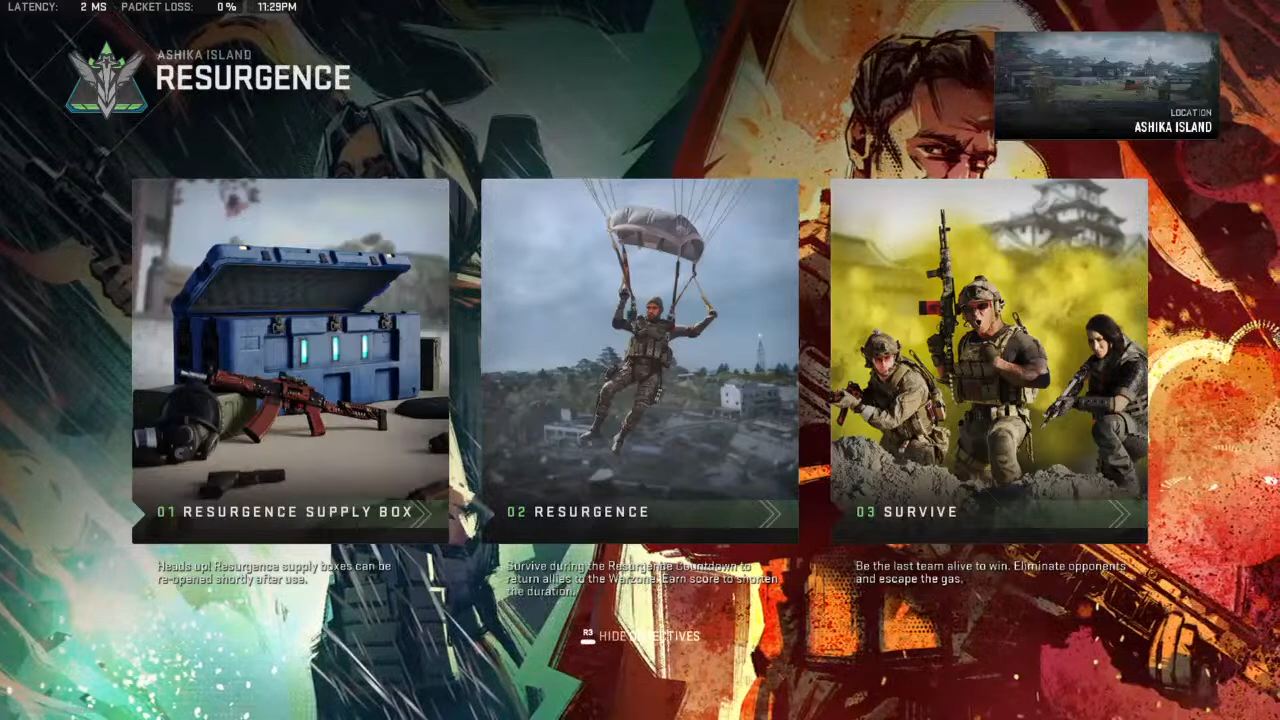 LATENCY: 2 MS PACKET LOSS: 0 % 11:29PM
ASHIKA ISLAND
RESURGENCE
LOCATION
ASHIKA ISLAND
01 RESURGENCE SUPPLY BOX
Heads up! Resurgence supply boxes can be
re-opened shortly after use.
02 RESURGENCE
Survive during the Resurgence Countdown to
return allies to the Warzone. Earn score to shorten
the duration.
03 SURVIVE
Be the last team alive to win. Eliminate opponents
and escape the gas.
R3 HIDE OBJECTIVES